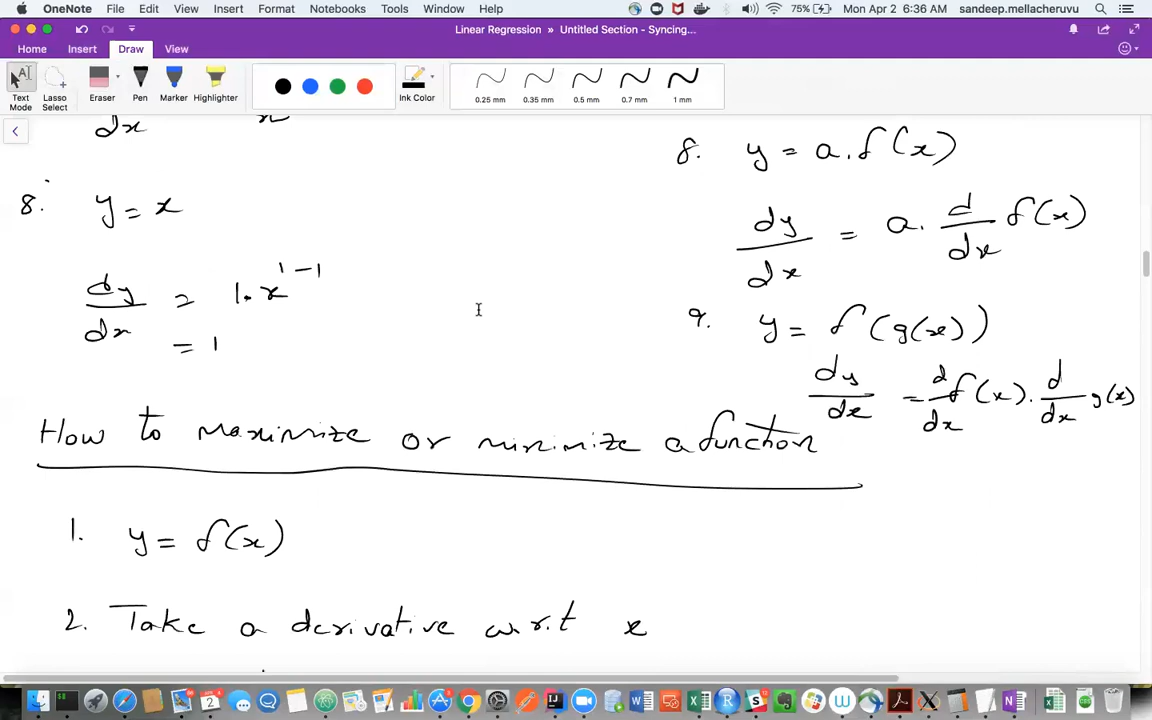 OneNote File Edit View Insert Format Notebooks Tools Window Help 75% Mon Apr 2 6:36 AM sandeep.mellacheruvu
Linear Regression » Untitled Section - Syncing...
Home Insert Draw View
Text Mode
Lasso Select
Eraser
Pen
Marker
Highlighter
Ink Color
0.25 mm
0.35 mm
0.5 mm
0.7 mm
1 mm
dx x
8. y = x
dy/dx = 1.x^1-1
= 1
8. y = a.f(x)
dy/dx = a. d/dx f(x)
9. y = f(g(x))
dy/dx = d/dx f(x). d/dx g(x)
How to maximize or minimize a function
1. y = f(x)
2. Take a derivative w.r.t x